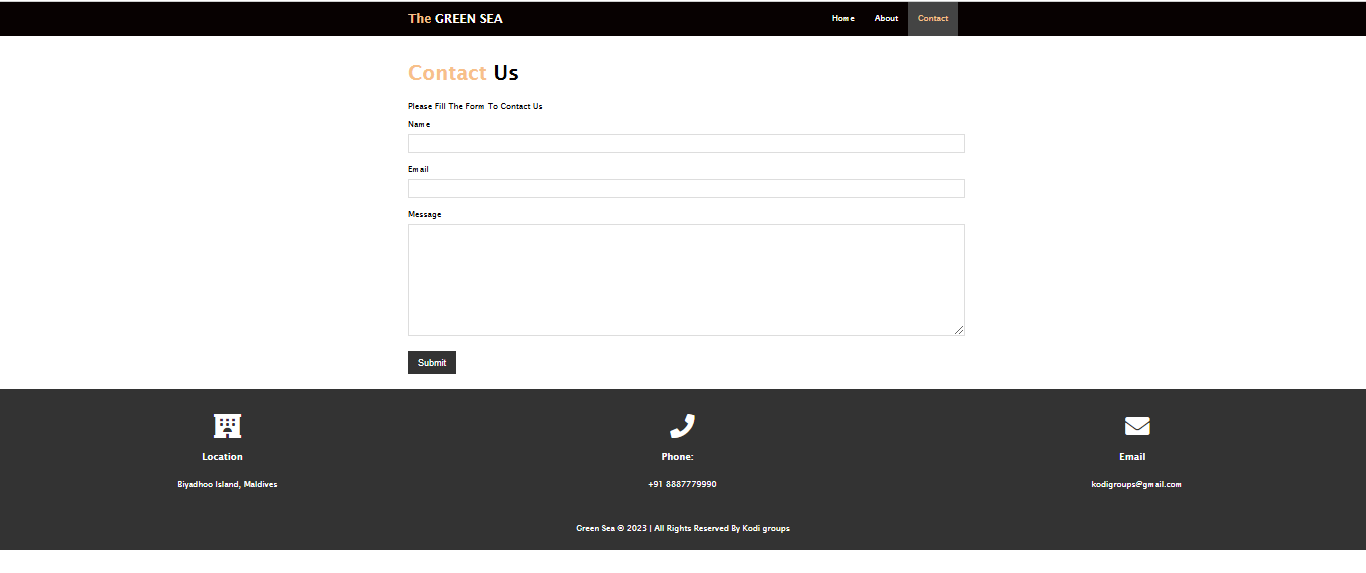 The GREEN SEA
Home About Contact
Contact Us
Please Fill The Form To Contact Us
Name
Email
Message
Submit
Location Phone: Email
Biyadhoo Island, Maldives +91 8887779990 kodigroups@gmail.com
Green Sea © 2023 | All Rights Reserved By Kodi groups